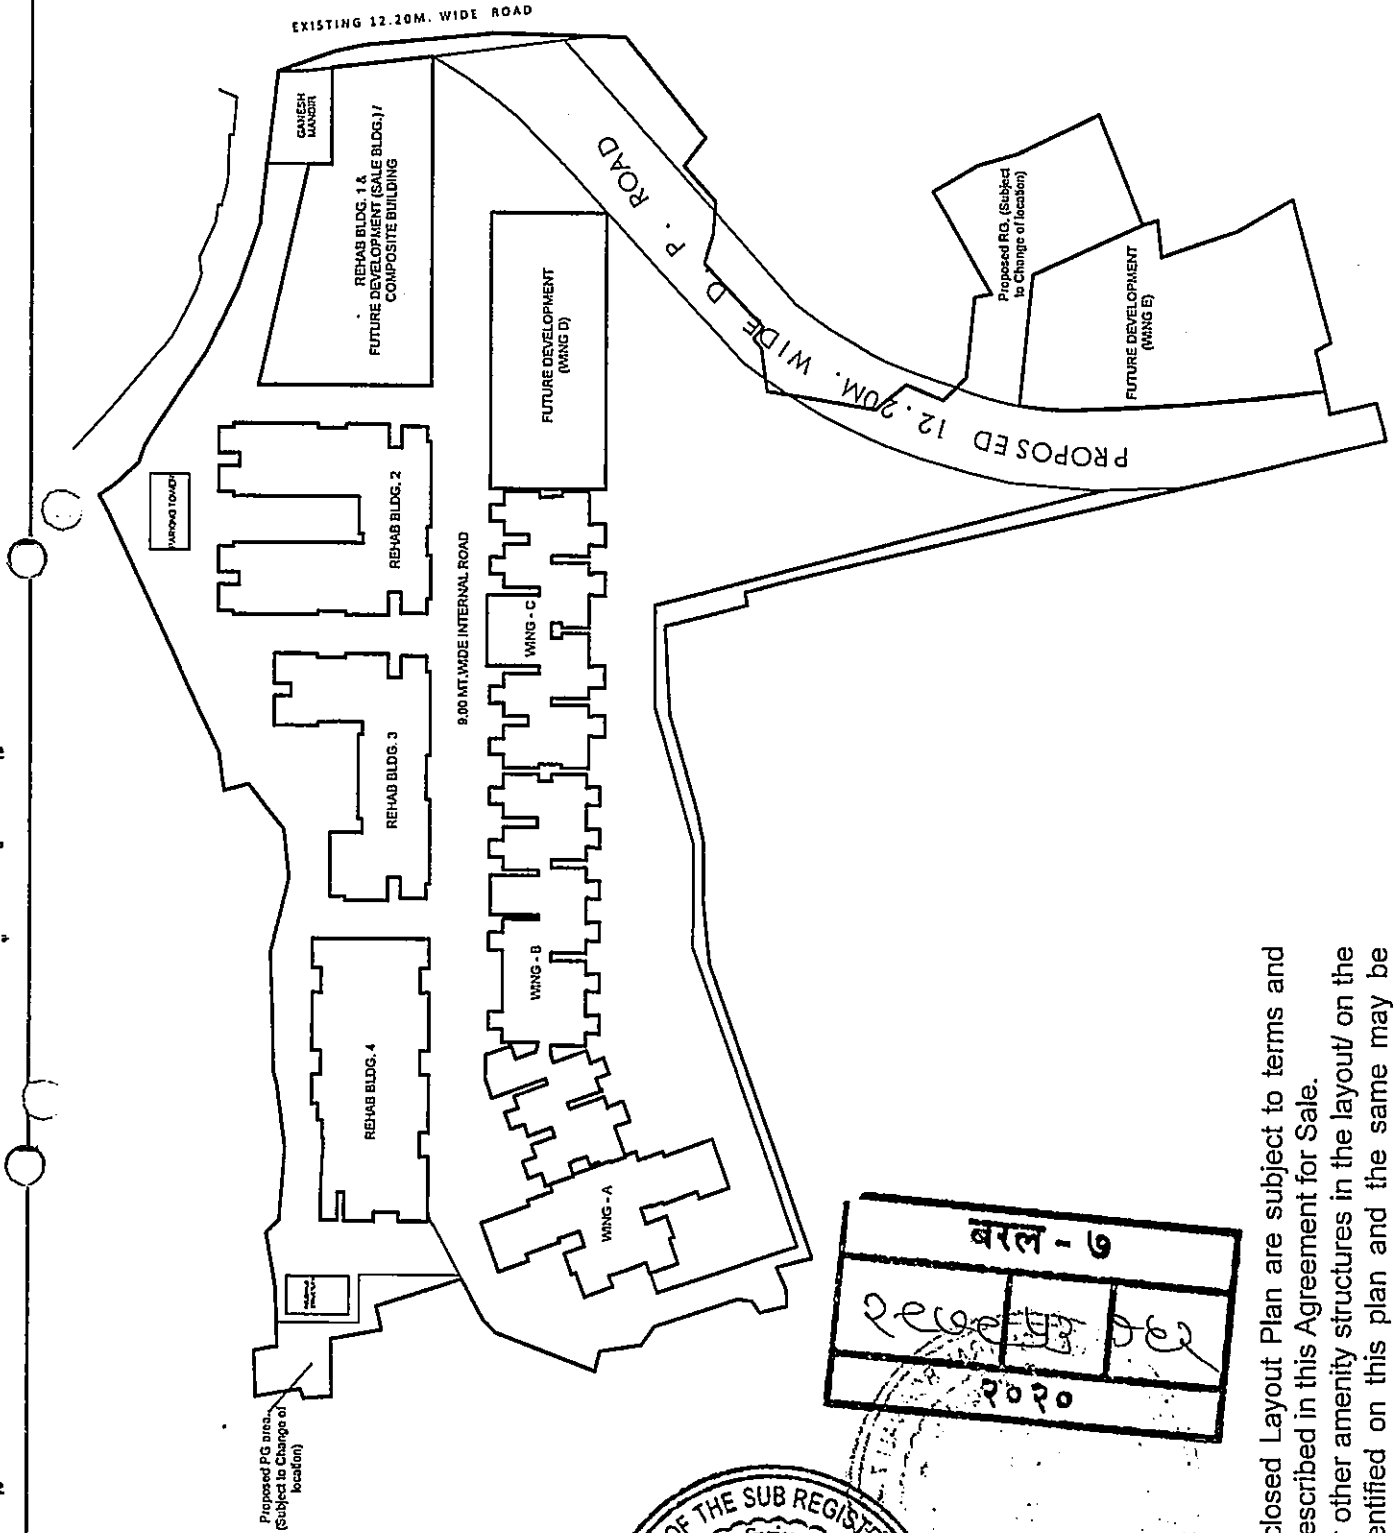 EXISTING 12.20M. WIDE ROAD
GANESH
MANDIR
REHAB BLDG. 1 &
FUTURE DEVELOPMENT (SALE BLDG.) /
COMPOSITE BUILDING
PROPOSED 12.20M. WIDE D. P. ROAD
Proposed RG. (Subject
to Change of location)
FUTURE DEVELOPMENT
(WING E)
FUTURE DEVELOPMENT
(WING D)
PARKING TOWER
REHAB BLDG. 2
9.00 MT.WIDE INTERNAL ROAD
WING - C
REHAB BLDG. 3
WING - B
REHAB BLDG. 4
WING - A
Proposed PG area..
(Subject to Change of
location)
बरल - ७
२०२०
OF THE SUB REGIST
closed Layout Plan are subject to terms and
escribed in this Agreement for Sale.
other amenity structures in the layout/ on the
entified on this plan and the same may be